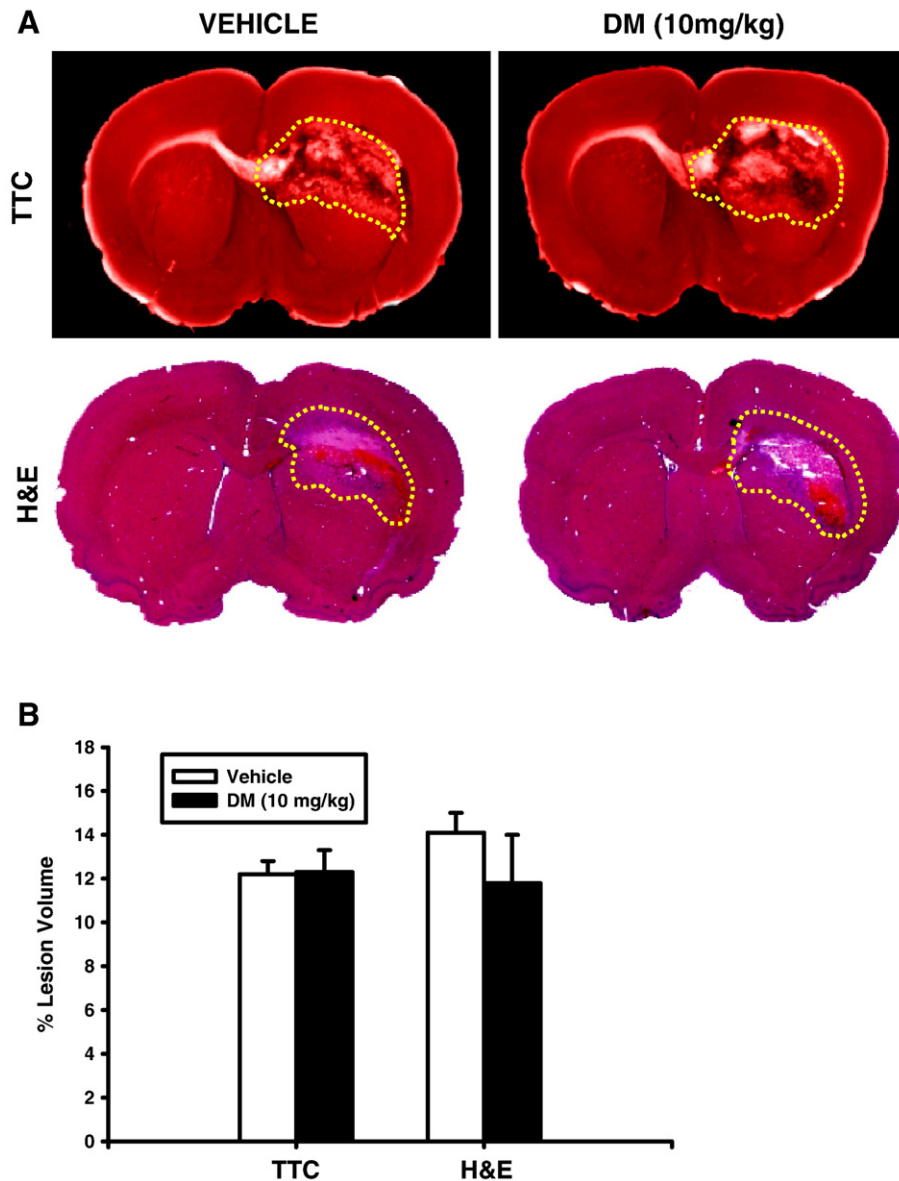 A
VEHICLE
DM (10mg/kg)
TTC
H&E
B
18
16
14
12
10
8
6
4
2
0
% Lesion Volume
Vehicle
DM (10 mg/kg)
TTC
H&E